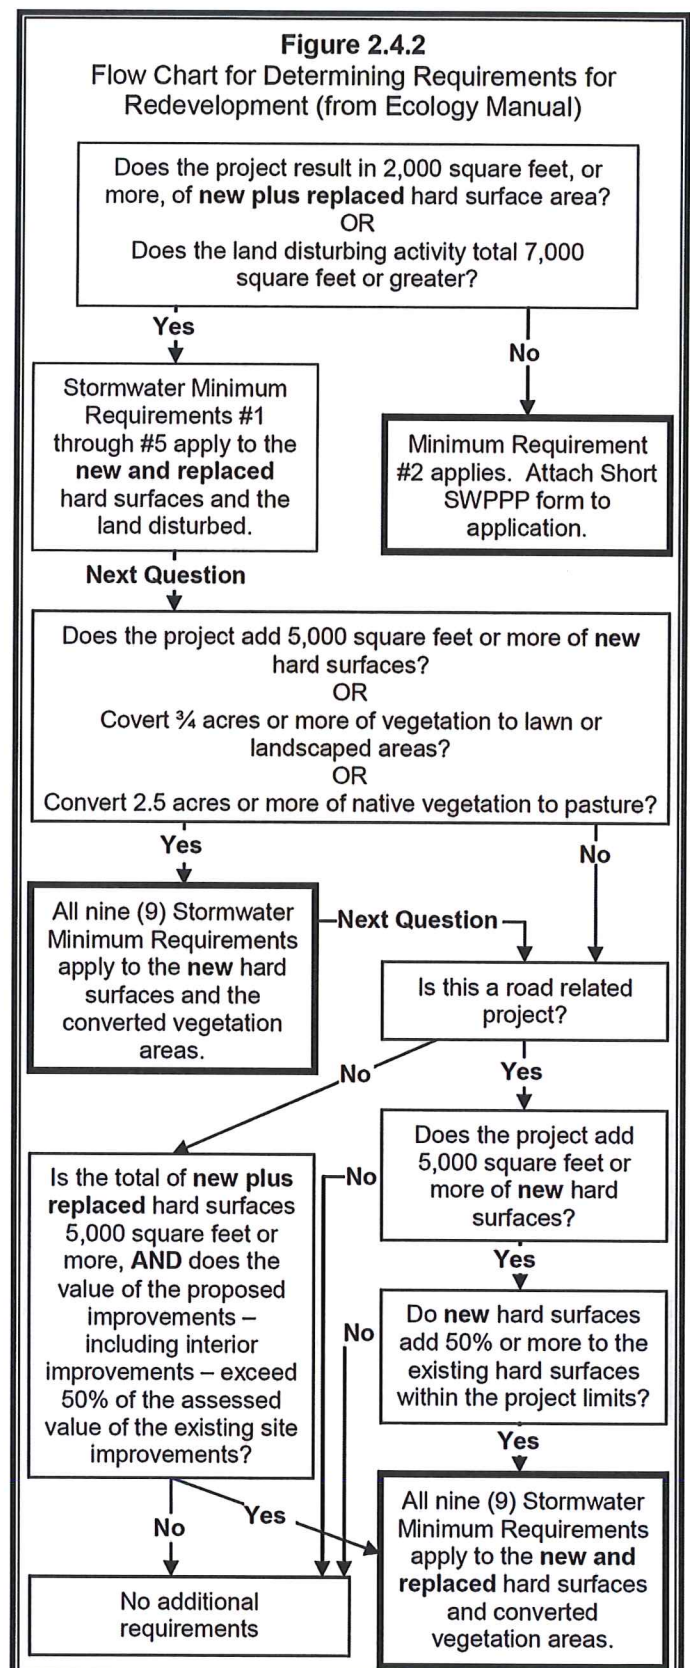 Figure 2.4.2
Flow Chart for Determining Requirements for
Redevelopment (from Ecology Manual)
Does the project result in 2,000 square feet, or
more, of new plus replaced hard surface area?
OR
Does the land disturbing activity total 7,000
square feet or greater?
Yes
No
Stormwater Minimum
Requirements #1
through #5 apply to the
new and replaced
hard surfaces and the
land disturbed.
Minimum Requirement
#2 applies. Attach Short
SWPPP form to
application.
Next Question
Does the project add 5,000 square feet or more of new
hard surfaces?
OR
Covert ¾ acres or more of vegetation to lawn or
landscaped areas?
OR
Convert 2.5 acres or more of native vegetation to pasture?
Yes
No
All nine (9) Stormwater
Minimum Requirements
apply to the new hard
surfaces and the
converted vegetation
areas.
Next Question
Is this a road related
project?
No
Yes
Does the project add
5,000 square feet or
more of new hard
surfaces?
No
Yes
Is the total of new plus
replaced hard surfaces
5,000 square feet or
more, AND does the
value of the proposed
improvements –
including interior
improvements – exceed
50% of the assessed
value of the existing site
improvements?
Do new hard surfaces
add 50% or more to the
existing hard surfaces
within the project limits?
No
Yes
No
Yes
All nine (9) Stormwater
Minimum Requirements
apply to the new and
replaced hard surfaces
and converted
vegetation areas.
No additional
requirements